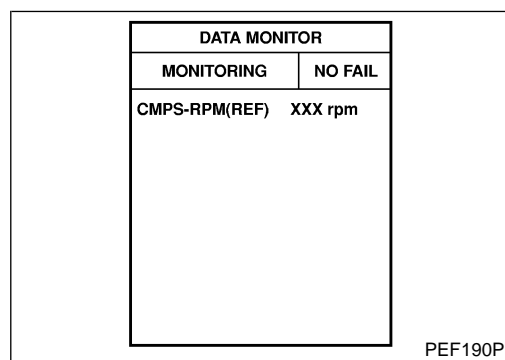 DATA MONITOR
MONITORING NO FAIL
CMPS-RPM(REF) XXX rpm
PEF190P